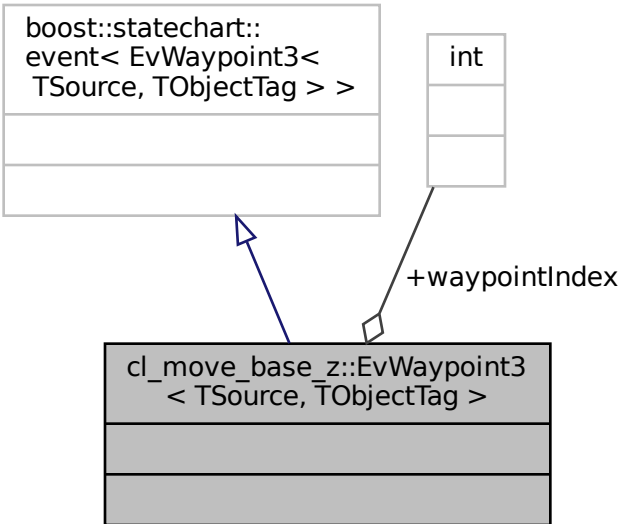 boost::statechart::
event< EvWaypoint3<
TSource, TObjectTag > >
int
+waypointIndex
cl_move_base_z::EvWaypoint3
< TSource, TObjectTag >